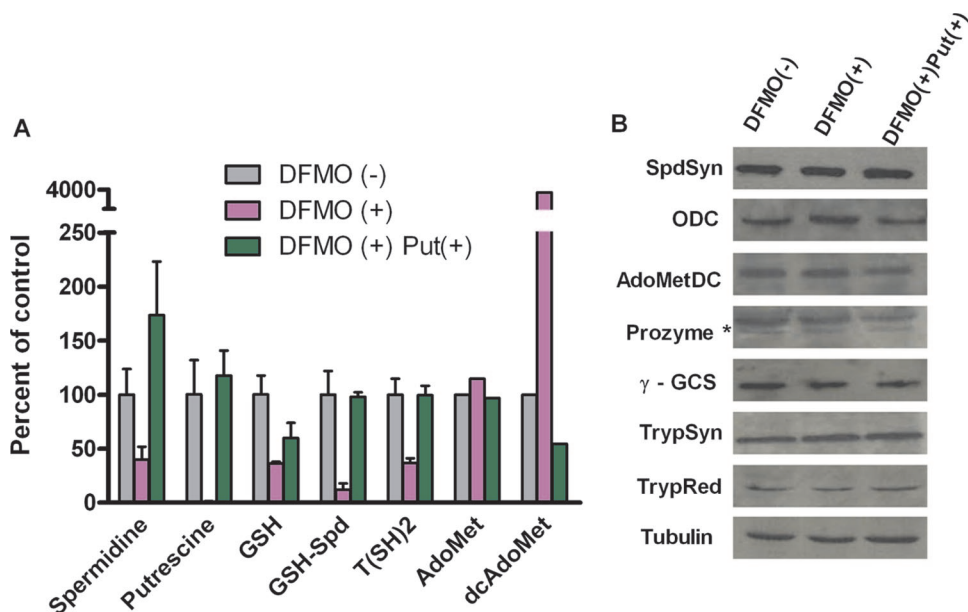 A
4000
250
200
150
100
50
0
Percent of control
DFMO (-)
DFMO (+)
DFMO (+) Put(+)
Spermidine
Putrescine
GSH
GSH-Spd
T(SH)2
AdoMet
dcAdoMet
B
DFMO(-)
DFMO(+)
DFMO(+)Put(+)
SpdSyn
ODC
AdoMetDC
Prozyme *
γ - GCS
TrypSyn
TrypRed
Tubulin